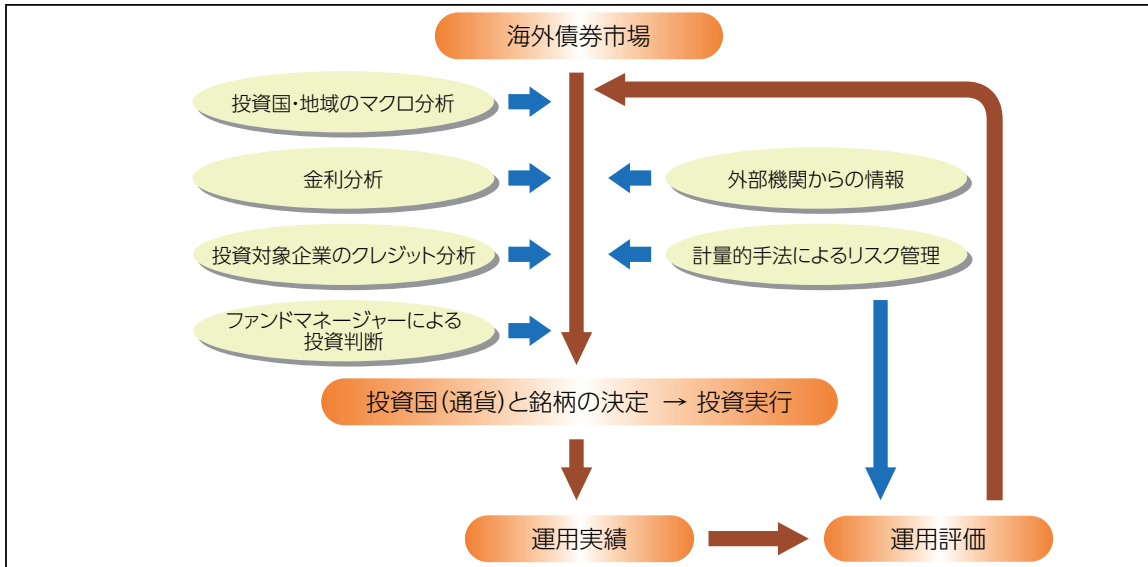 海外債券市場
投資国・地域のマクロ分析
金利分析
外部機関からの情報
投資対象企業のクレジット分析
計量的手法によるリスク管理
ファンドマネージャーによる
投資判断
投資国(通貨)と銘柄の決定 → 投資実行
運用実績
運用評価